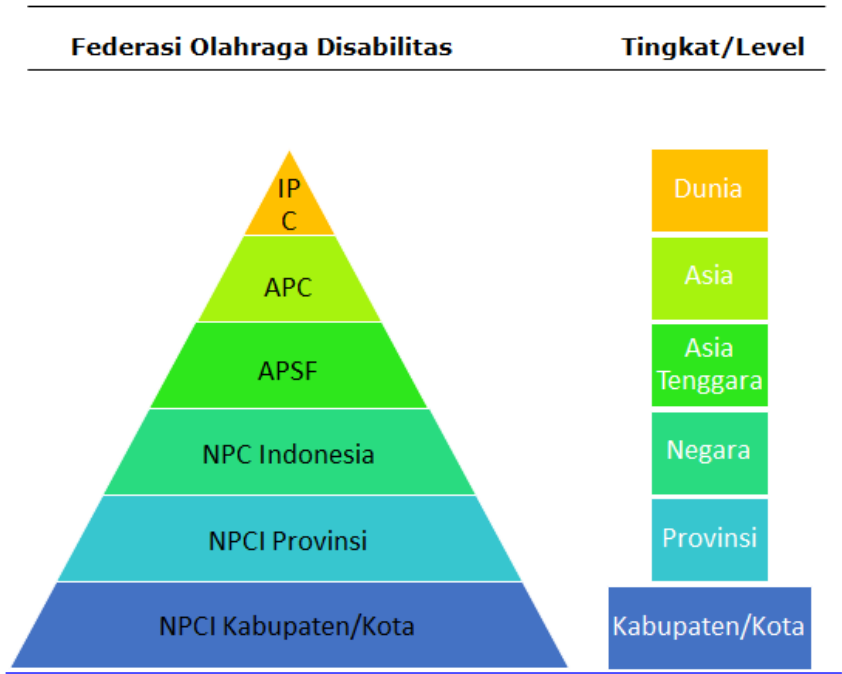 Federasi Olahraga Disabilitas
Tingkat/Level
IP
C
Dunia
APC
Asia
APSF
Asia
Tenggara
NPC Indonesia
Negara
NPCI Provinsi
Provinsi
NPCI Kabupaten/Kota
Kabupaten/Kota